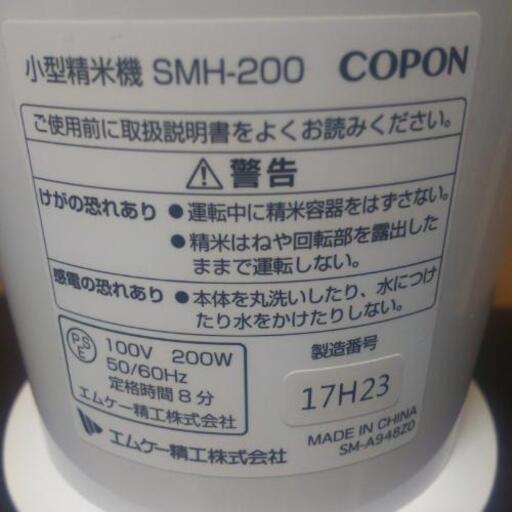 小型精米機 SMH-200 COPON
ご使用前に取扱説明書をよくお読みください。
警告
けがの恐れあり ●運転中に精米容器をはずさない。
●精米はねや回転部を露出した
ままで運転しない。
感電の恐れあり ●本体を丸洗いしたり、水につけ
たり水をかけたりしない。
PSE 100V 200W
50/60Hz
定格時間8分
エムケー精工株式会社
製造番号
17H23
エムケー精工株式会社
MADE IN CHINA
SM-A948Z0